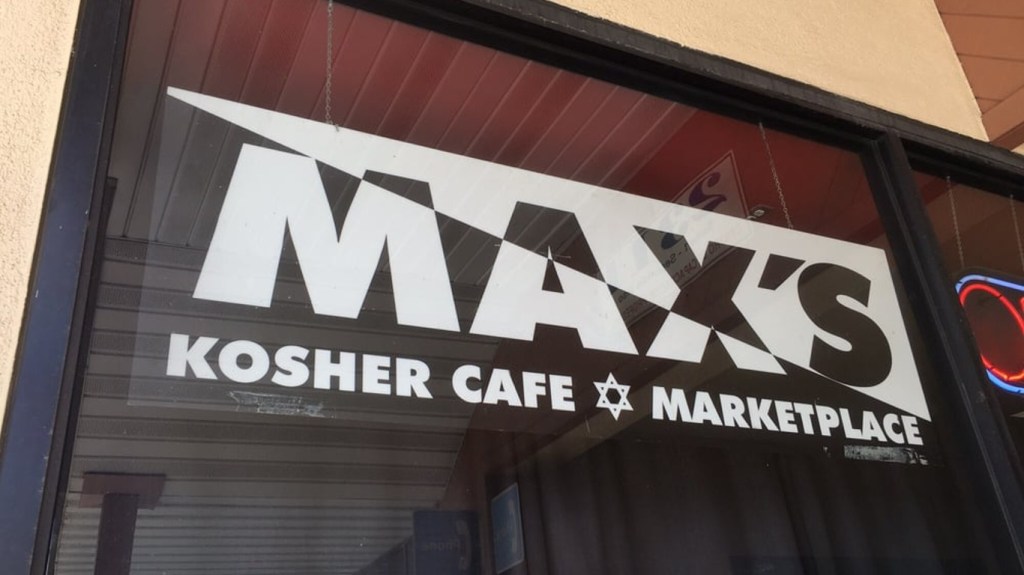 MAX'S
KOSHER CAFE ✡ MARKETPLACE